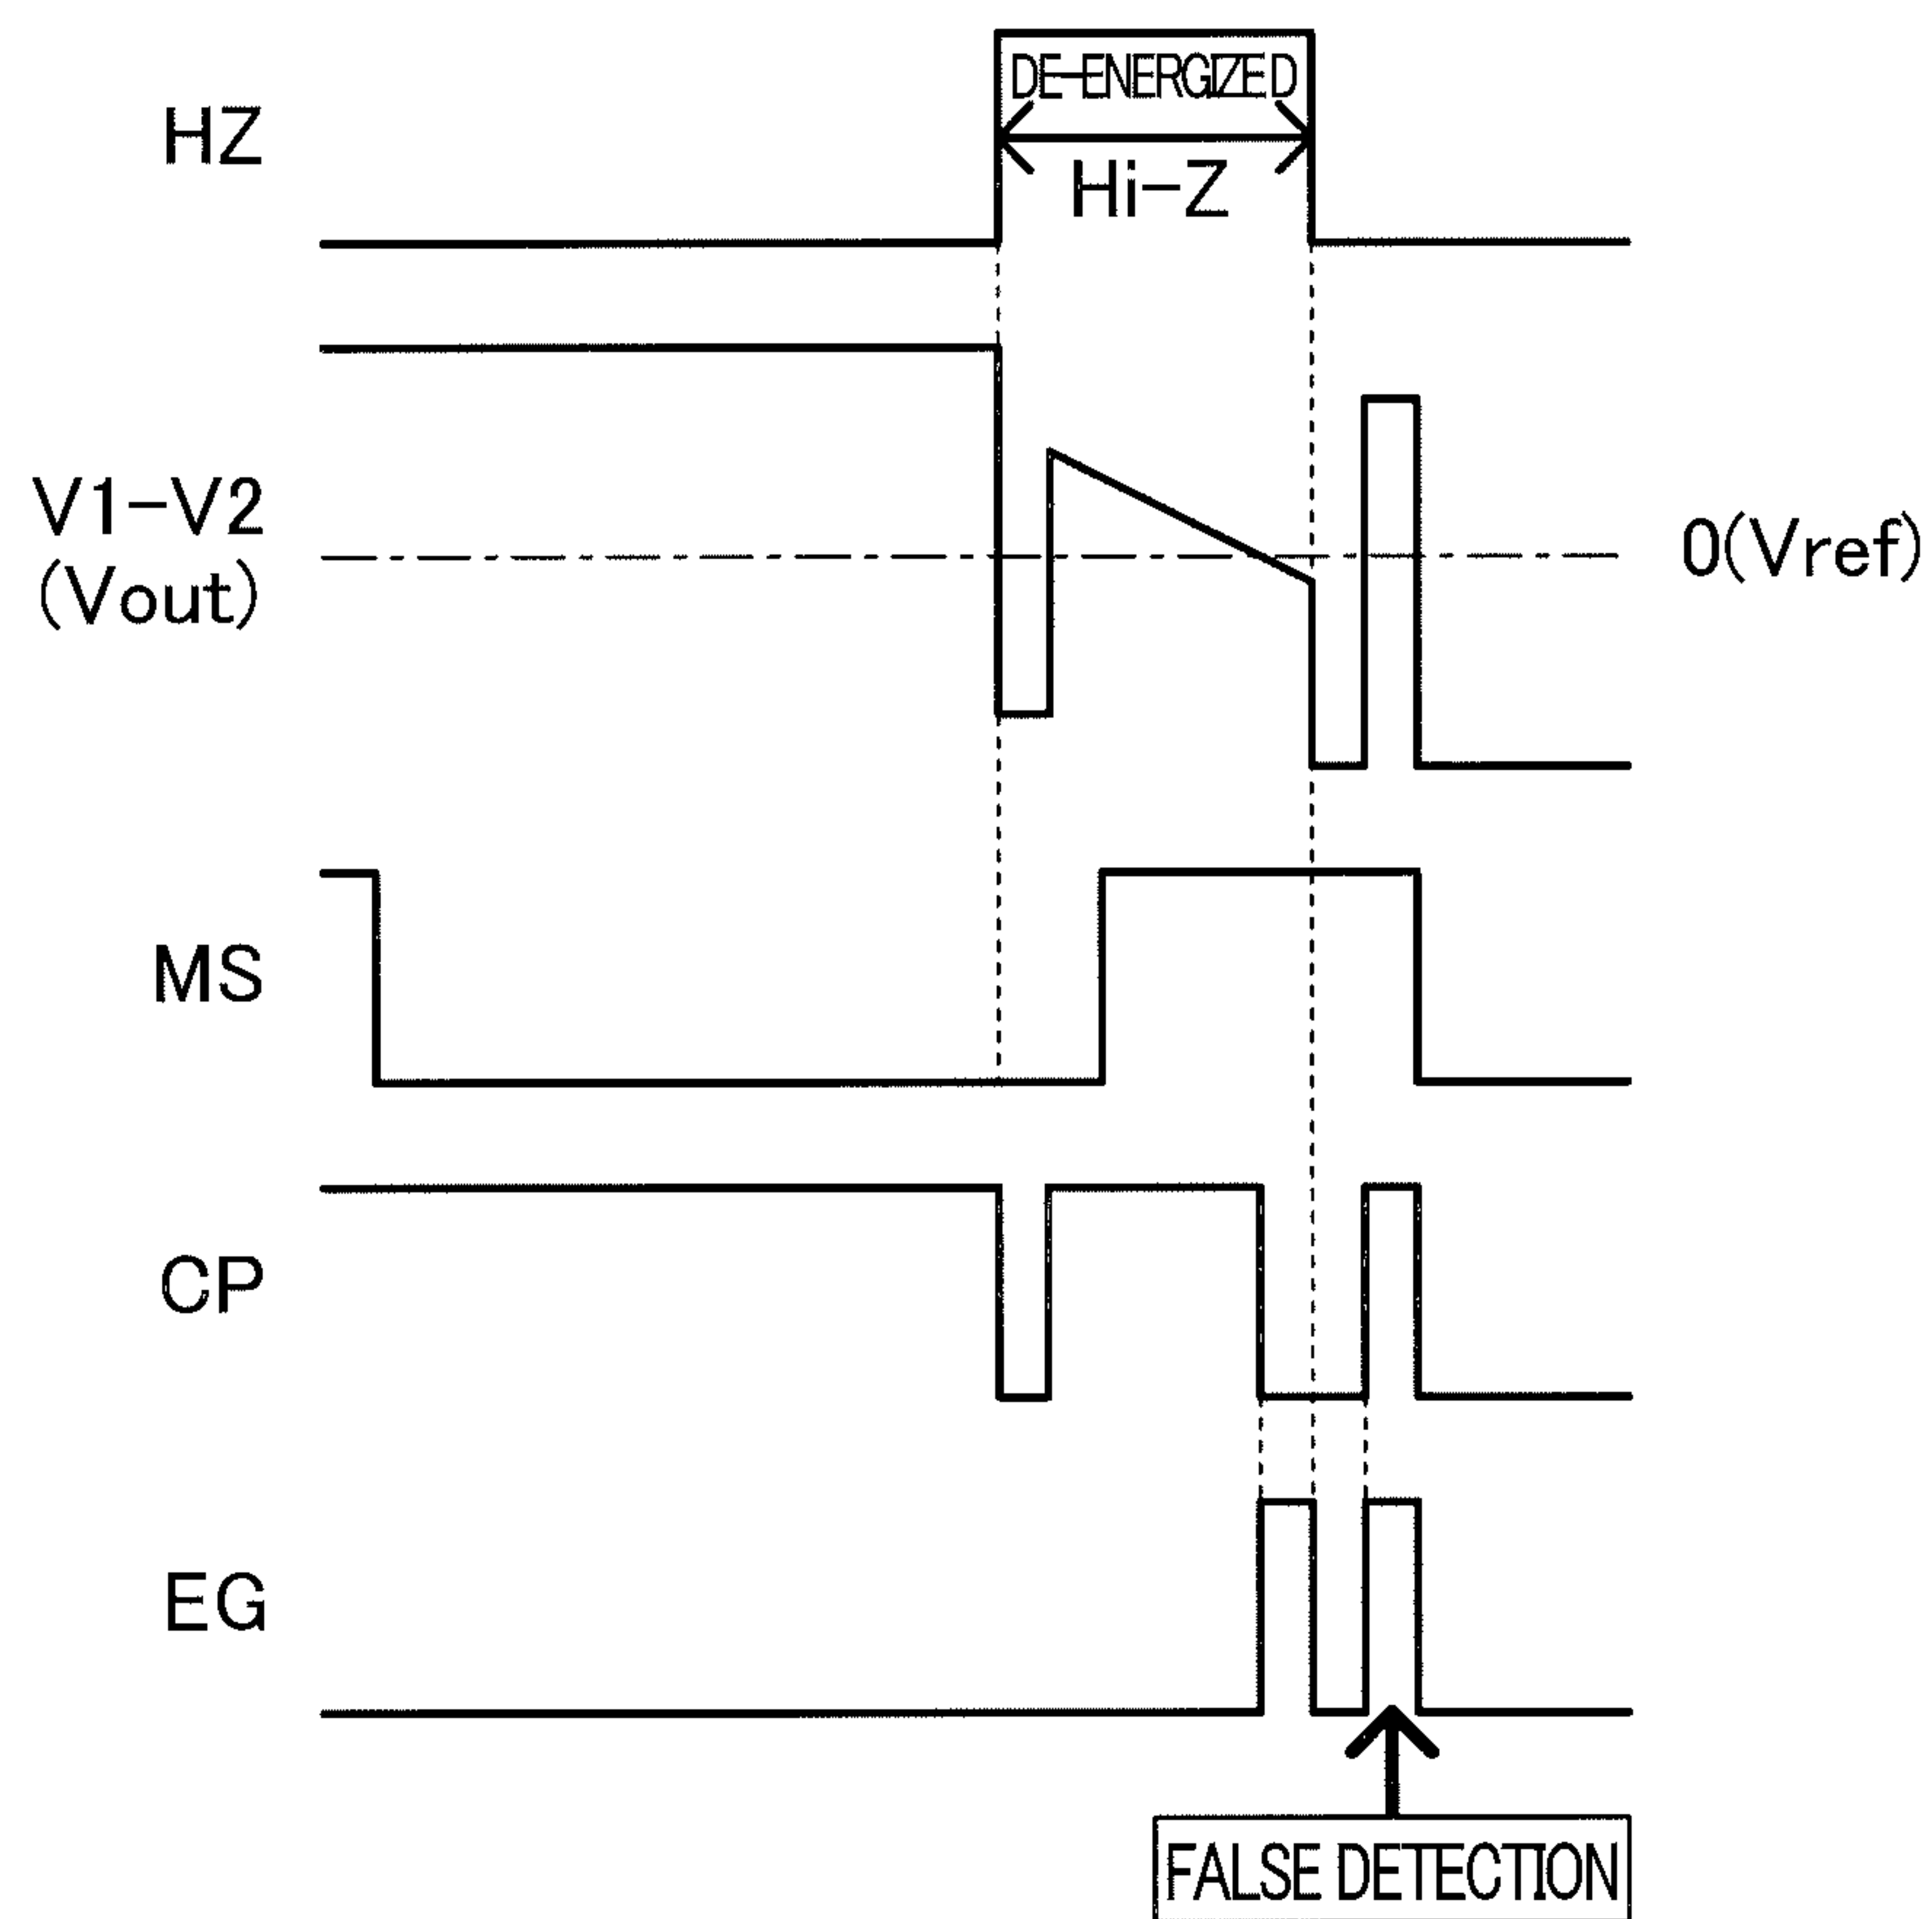 DE-ENERGIZED
HZ
Hi-Z
V1-V2
(Vout)
0(Vref)
MS
CP
EG
FALSE DETECTION